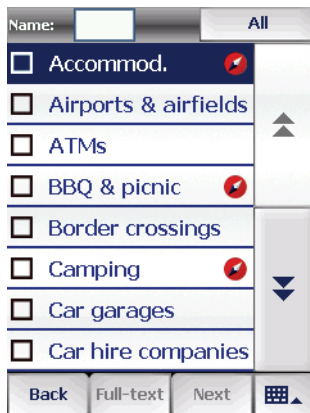 Name: All
Accommod.
Airports & airfields
ATMs
BBQ & picnic
Border crossings
Camping
Car garages
Car hire companies
Back Full-text Next